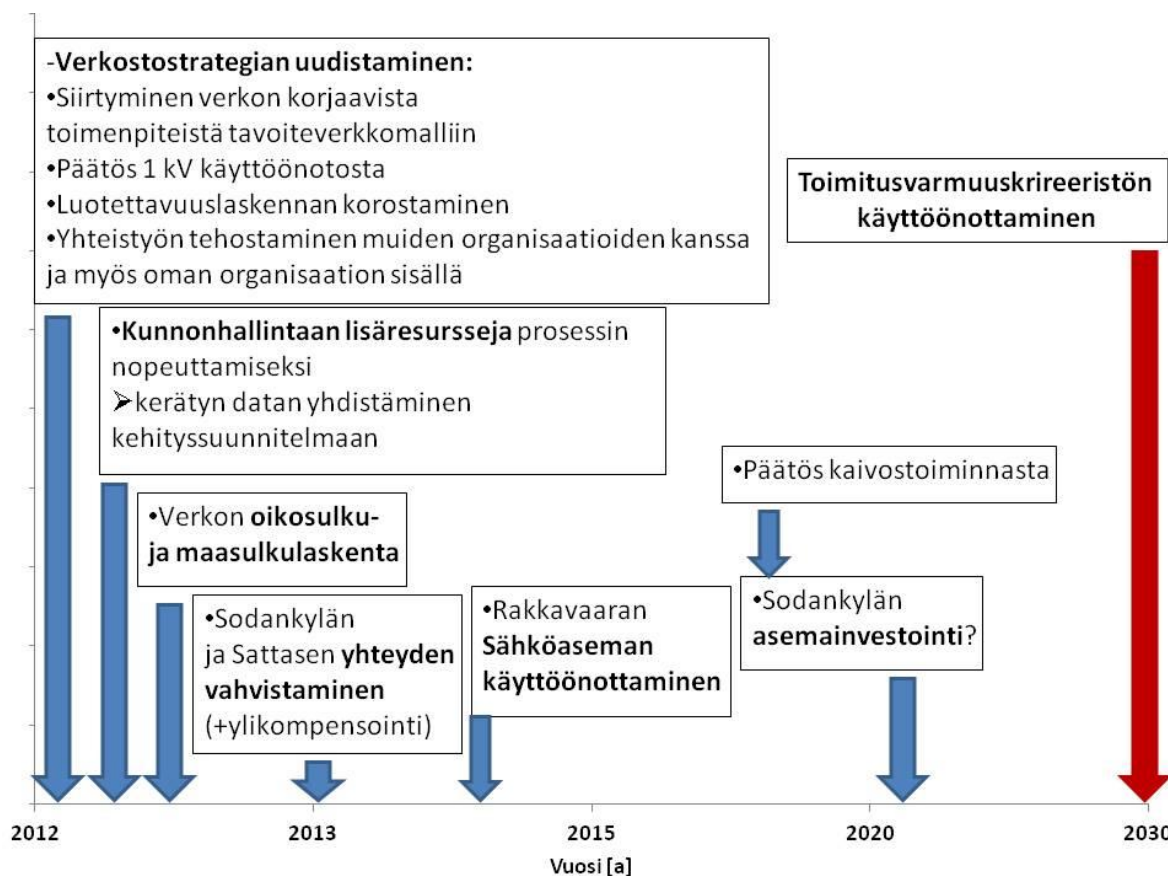 -Verkostostrategian uudistaminen:
•Siirtyminen verkon korjaavista
toimenpiteistä tavoiteverkkomalliin
•Päätös 1 kV käyttöönotosta
•Luotettavuuslaskennan korostaminen
•Yhteistyön tehostaminen muiden organisaatioiden kanssa
ja myös oman organisaation sisällä
Toimitusvarmuuskrireeristön
käyttöönottaminen
•Kunnonhallintaan lisäresursseja prosessin
nopeuttamiseksi
➢kerätyn datan yhdistäminen
kehityssuunnitelmaan
•Päätös kaivostoiminnasta
•Verkon oikosulku-
ja maasulkulaskenta
•Sodankylän
ja Sattasen yhteyden
vahvistaminen
(+ylikompensointi)
•Rakkavaaran
Sähköaseman
käyttöönottaminen
•Sodankylän
asemainvestointi?
2012 2013 2015 2020 2030
Vuosi [a]